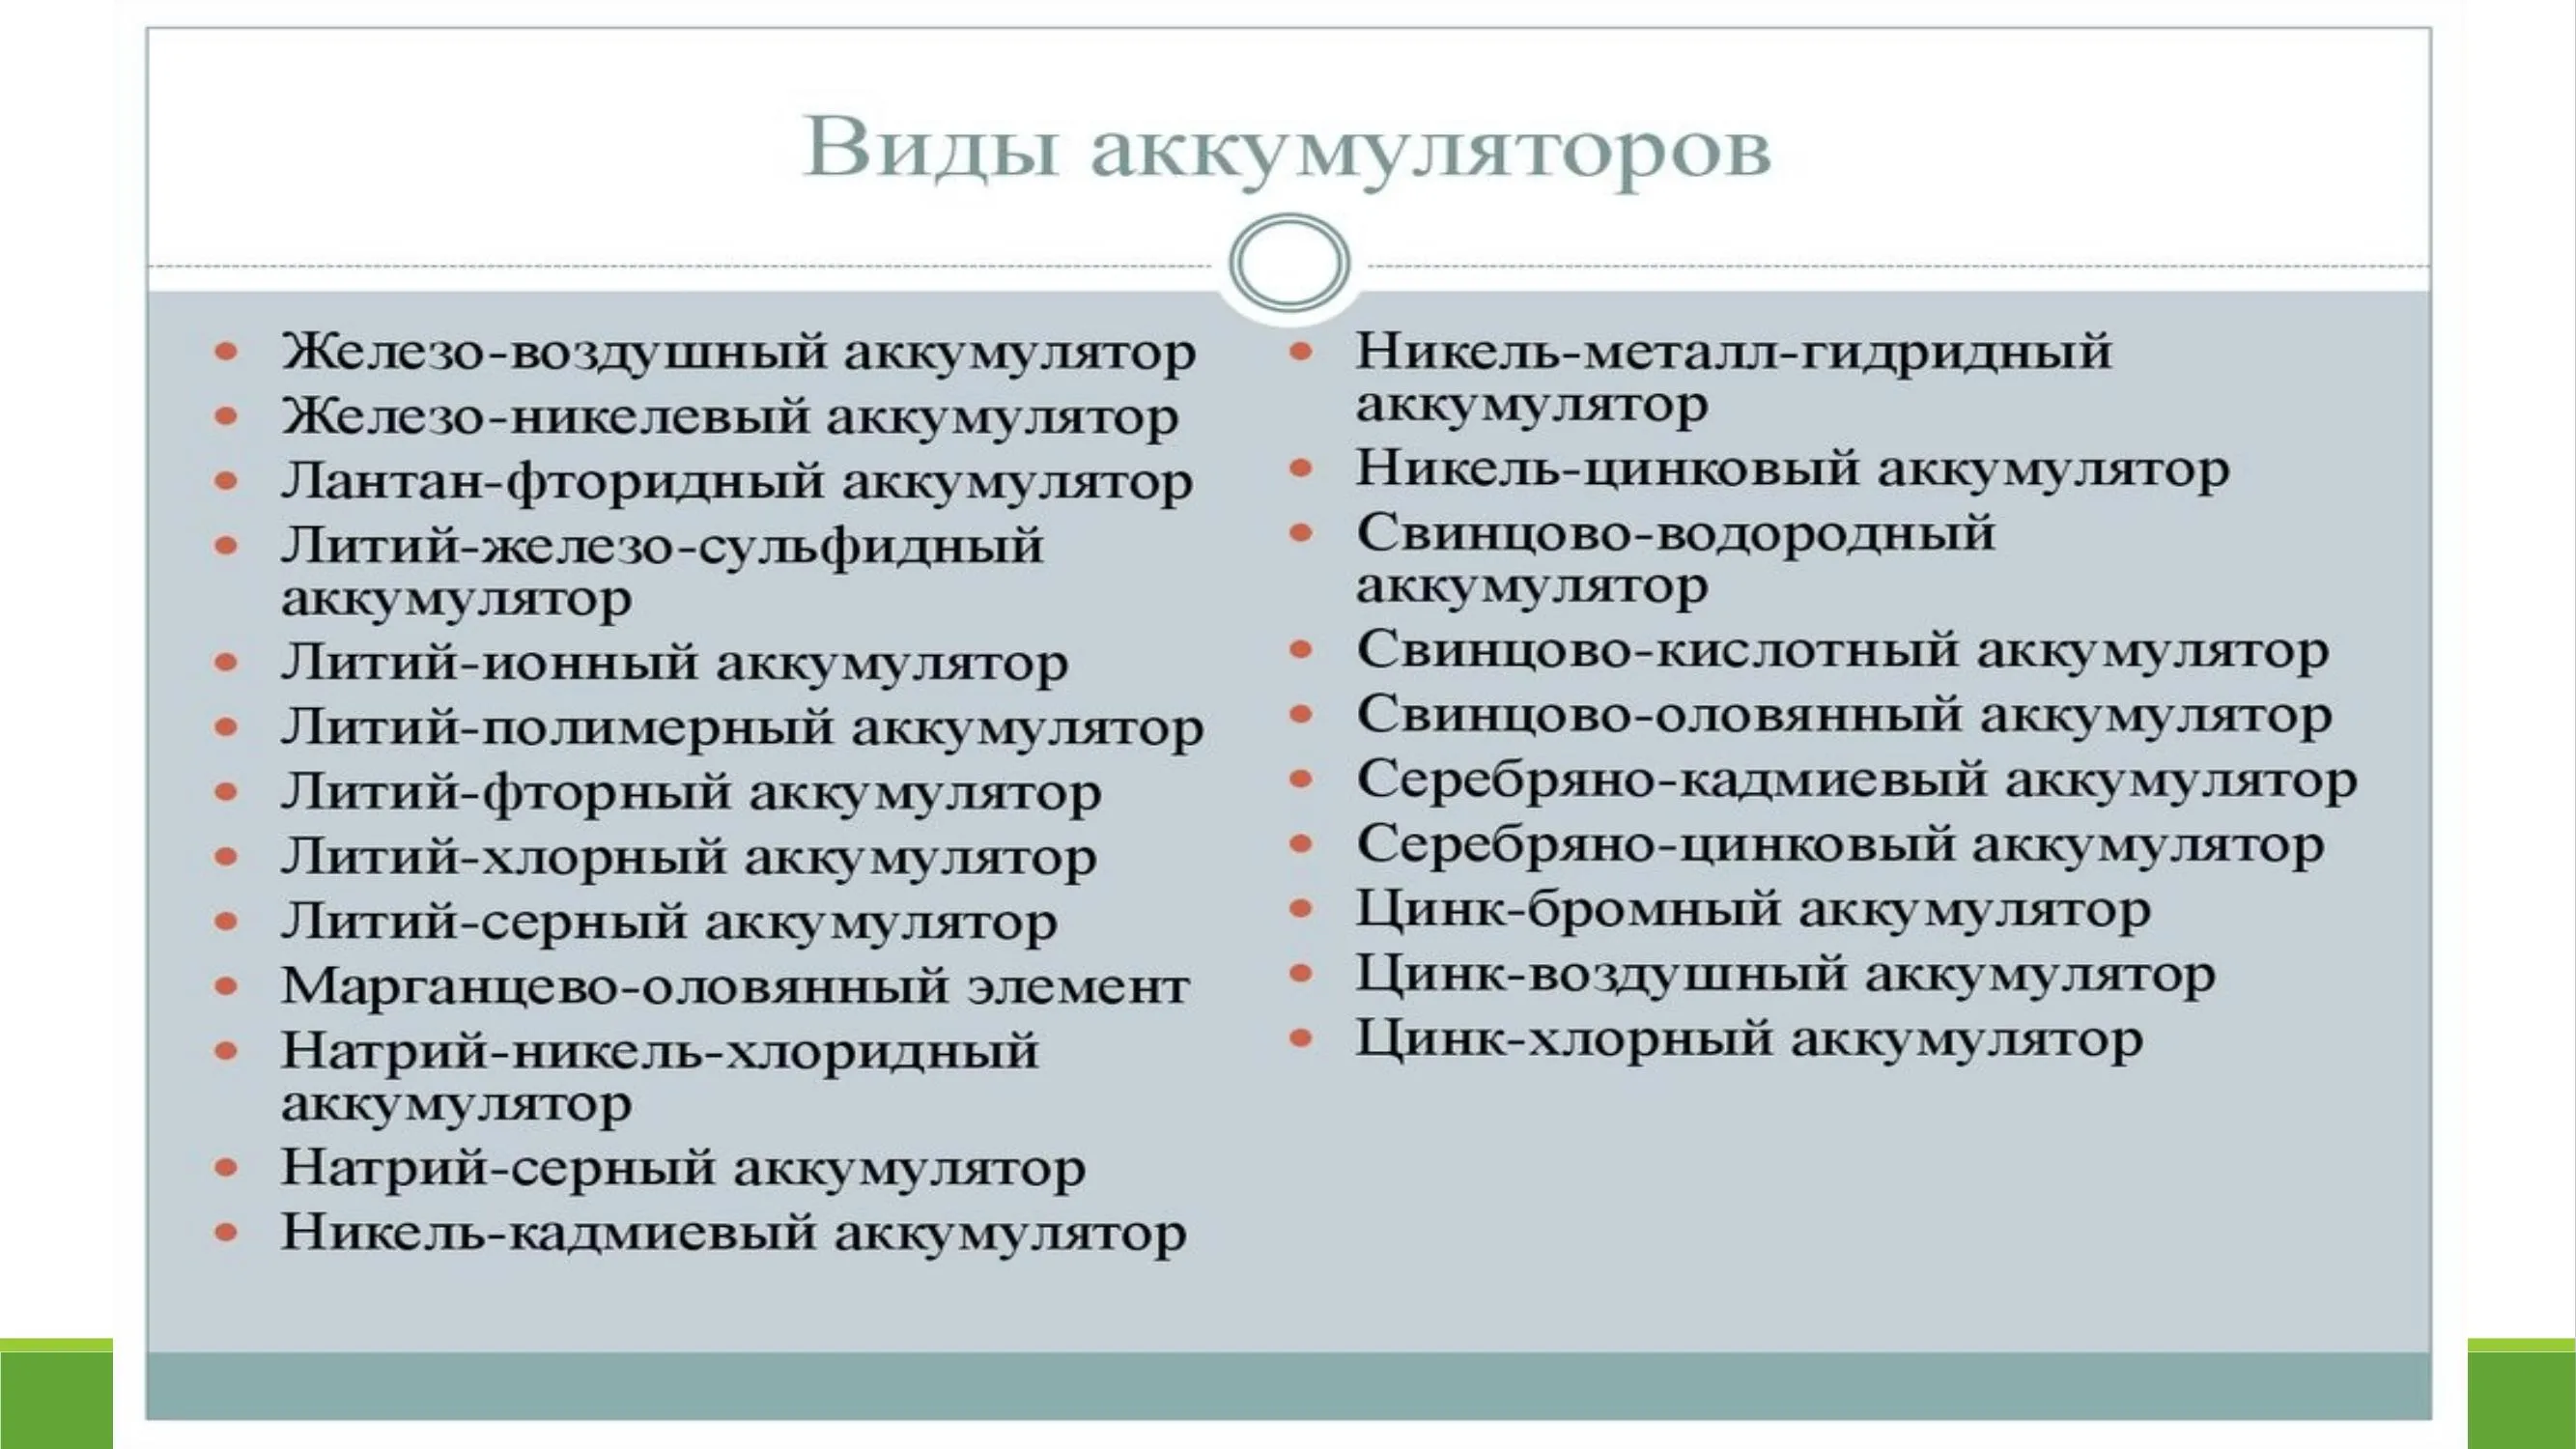 Виды аккумуляторов
Железо-воздушный аккумулятор
Железо-никелевый аккумулятор
Лантан-фторидный аккумулятор
Литий-железо-сульфидный
аккумулятор
Литий-ионный аккумулятор
Литий-полимерный аккумулятор
Литий-фторный аккумулятор
Литий-хлорный аккумулятор
Литий-серный аккумулятор
Марганцево-оловянный элемент
Натрий-никель-хлоридный
аккумулятор
Натрий-серный аккумулятор
Никель-кадмиевый аккумулятор
Никель-металл-гидридный
аккумулятор
Никель-цинковый аккумулятор
Свинцово-водородный
аккумулятор
Свинцово-кислотный аккумулятор
Свинцово-оловянный аккумулятор
Серебряно-кадмиевый аккумулятор
Серебряно-цинковый аккумулятор
Цинк-бромный аккумулятор
Цинк-воздушный аккумулятор
Цинк-хлорный аккумулятор